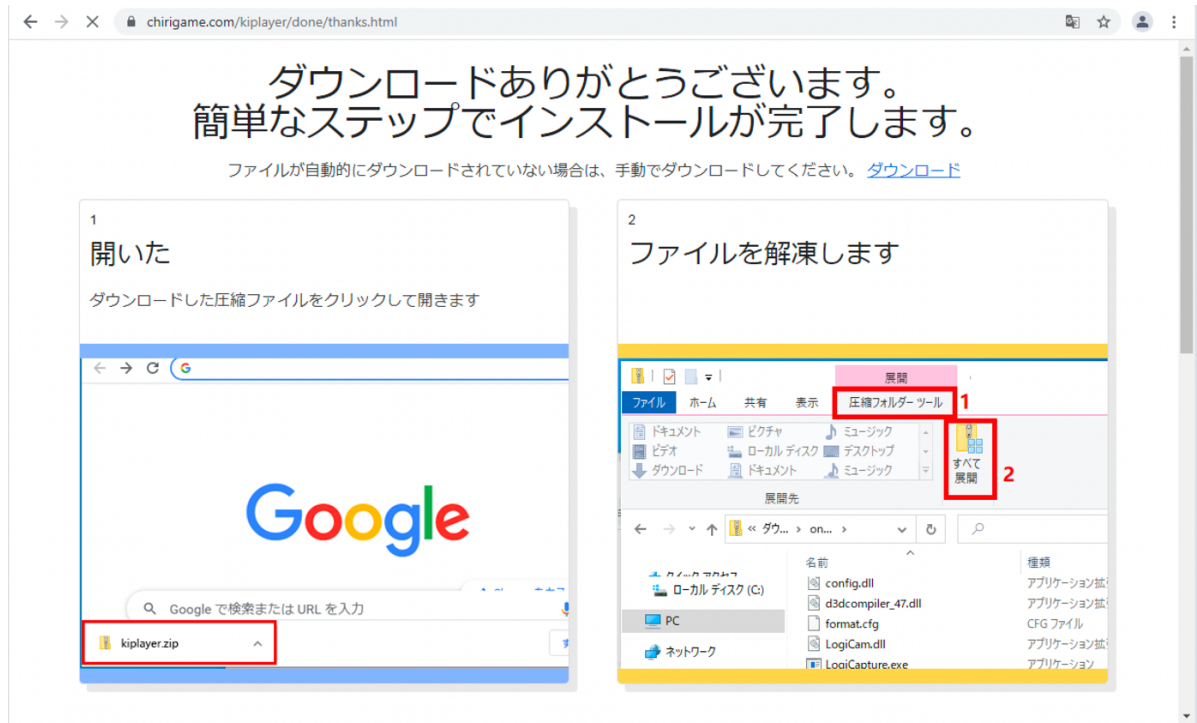 chirigame.com/kiplayer/done/thanks.html
ダウンロードありがとうございます。
簡単なステップでインストールが完了します。
ファイルが自動的にダウンロードされていない場合は、手動でダウンロードしてください。 ダウンロード
1
開いた
ダウンロードした圧縮ファイルをクリックして開きます
G
Google
Google で検索または URL を入力
kiplayer.zip
2
ファイルを解凍します
展開
ファイル ホーム 共有 表示 圧縮フォルダー ツール 1
ドキュメント ピクチャ ミュージック
ビデオ ローカル ディスク デスクトップ
ダウンロード ドキュメント ミュージック
すべて
展開
2
展開先
« ダウ... › on... ›
名前 種類
ローカル ディスク (C:)
PC
ネットワーク
config.dll アプリケーション拡
d3dcompiler_47.dll アプリケーション拡
format.cfg CFG ファイル
LogiCam.dll アプリケーション拡
LogiCapture.exe アプリケーション